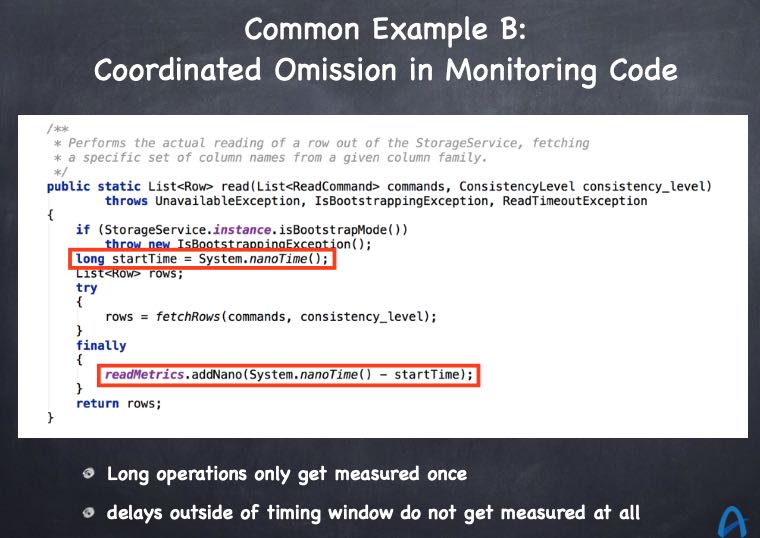 Common Example B:
Coordinated Omission in Monitoring Code
/**
* Performs the actual reading of a row out of the StorageService, fetching
* a specific set of column names from a given column family.
*/
public static List<Row> read(List<ReadCommand> commands, ConsistencyLevel consistency_level)
throws UnavailableException, IsBootstrappingException, ReadTimeoutException
{
if (StorageService.instance.isBootstrapMode())
throw new IsBootstrappingException();
long startTime = System.nanoTime();
List<Row> rows;
try
{
rows = fetchRows(commands, consistency_level);
}
finally
{
readMetrics.addNano(System.nanoTime() - startTime);
}
return rows;
}
Long operations only get measured once
delays outside of timing window do not get measured at all